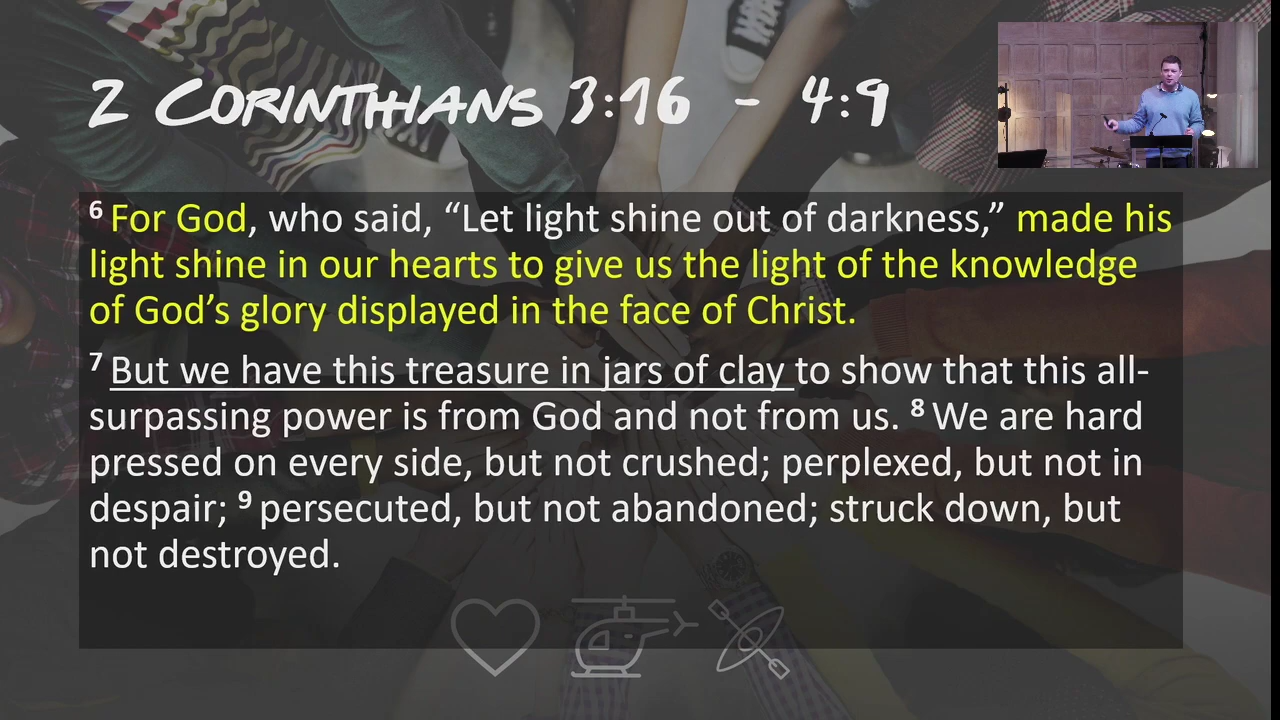 2 Corinthians 3:16 - 4:9
⁶ For God, who said, “Let light shine out of darkness,” made his
light shine in our hearts to give us the light of the knowledge
of God’s glory displayed in the face of Christ.
⁷ But we have this treasure in jars of clay to show that this all-
surpassing power is from God and not from us. ⁸ We are hard
pressed on every side, but not crushed; perplexed, but not in
despair; ⁹ persecuted, but not abandoned; struck down, but
not destroyed.